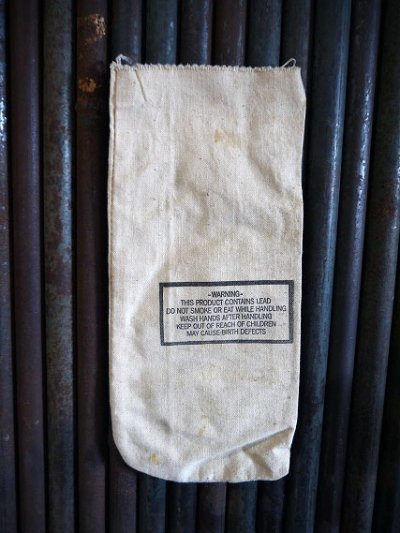 -WARNING-
THIS PRODUCT CONTAINS LEAD
DO NOT SMOKE OR EAT WHILE HANDLING
WASH HANDS AFTER HANDLING
KEEP OUT OF REACH OF CHILDREN
MAY CAUSE BIRTH DEFECTS